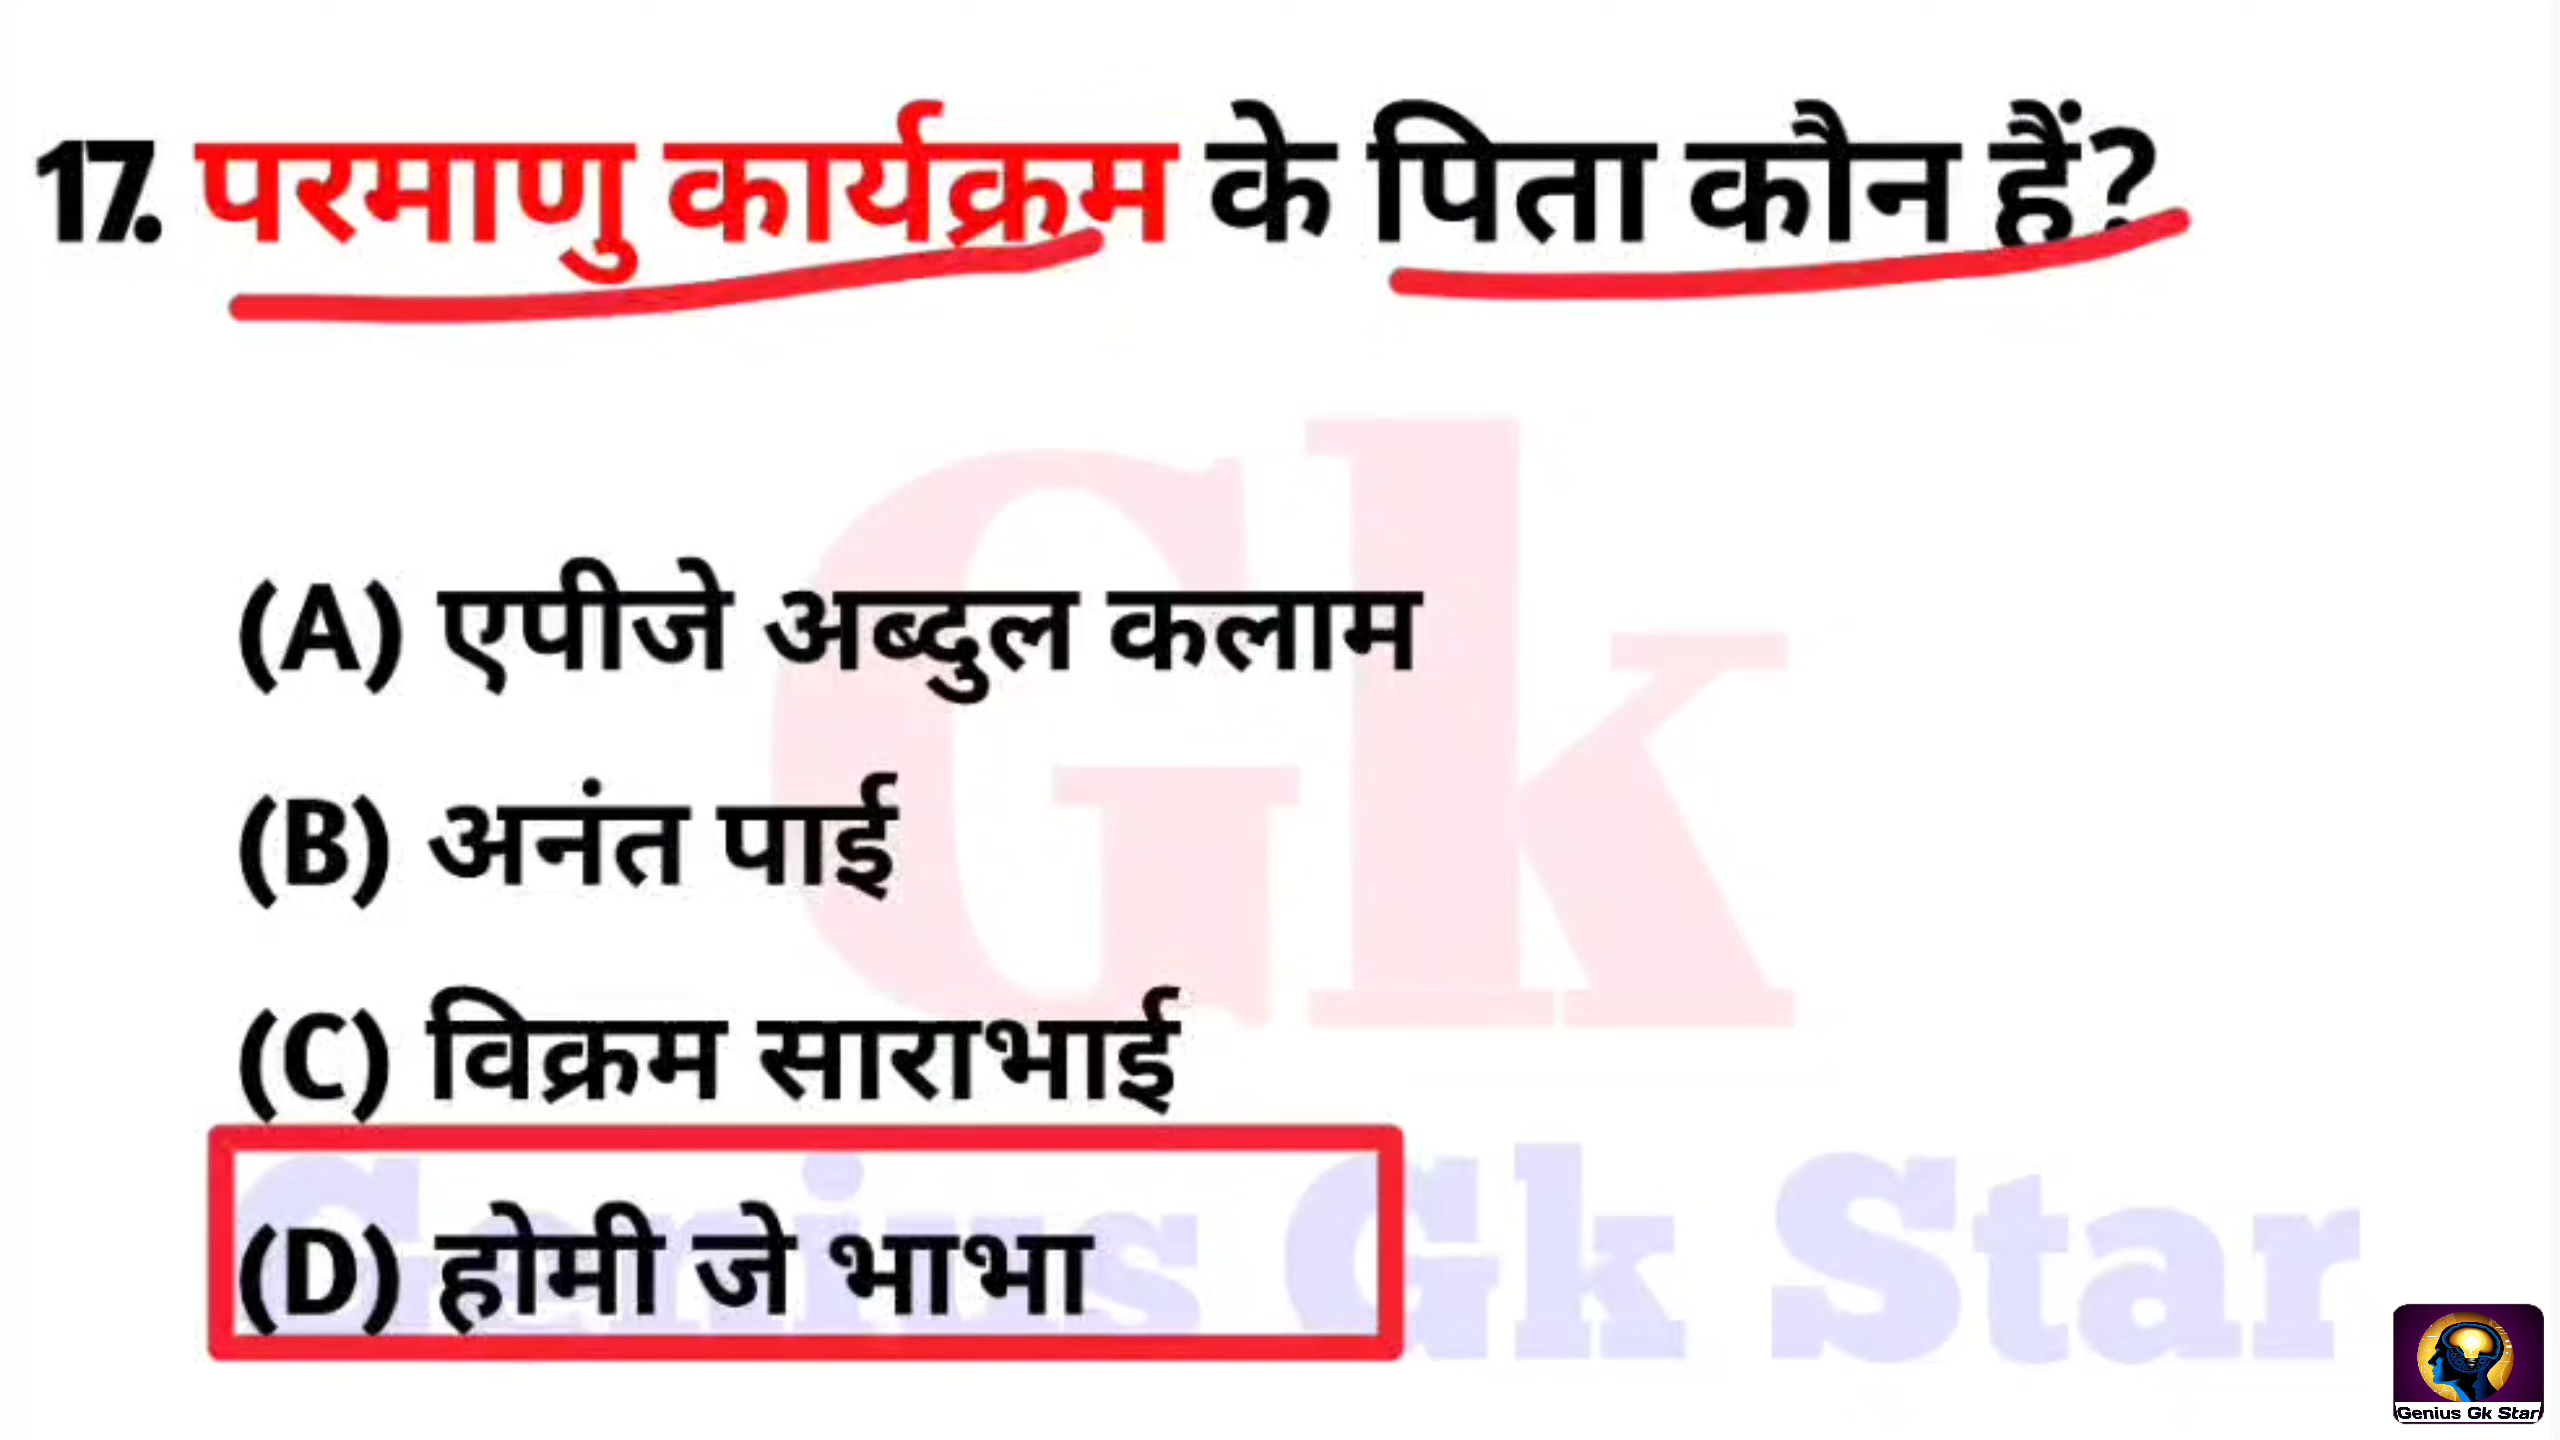 17. परमाणु कार्यक्रम के पिता कौन हैं?
(A) एपीजे अब्दुल कलाम
(B) अनंत पाई
(C) विक्रम साराभाई
(D) होमी जे भाभा
Gk
Genius Gk Star
Genius Gk Star